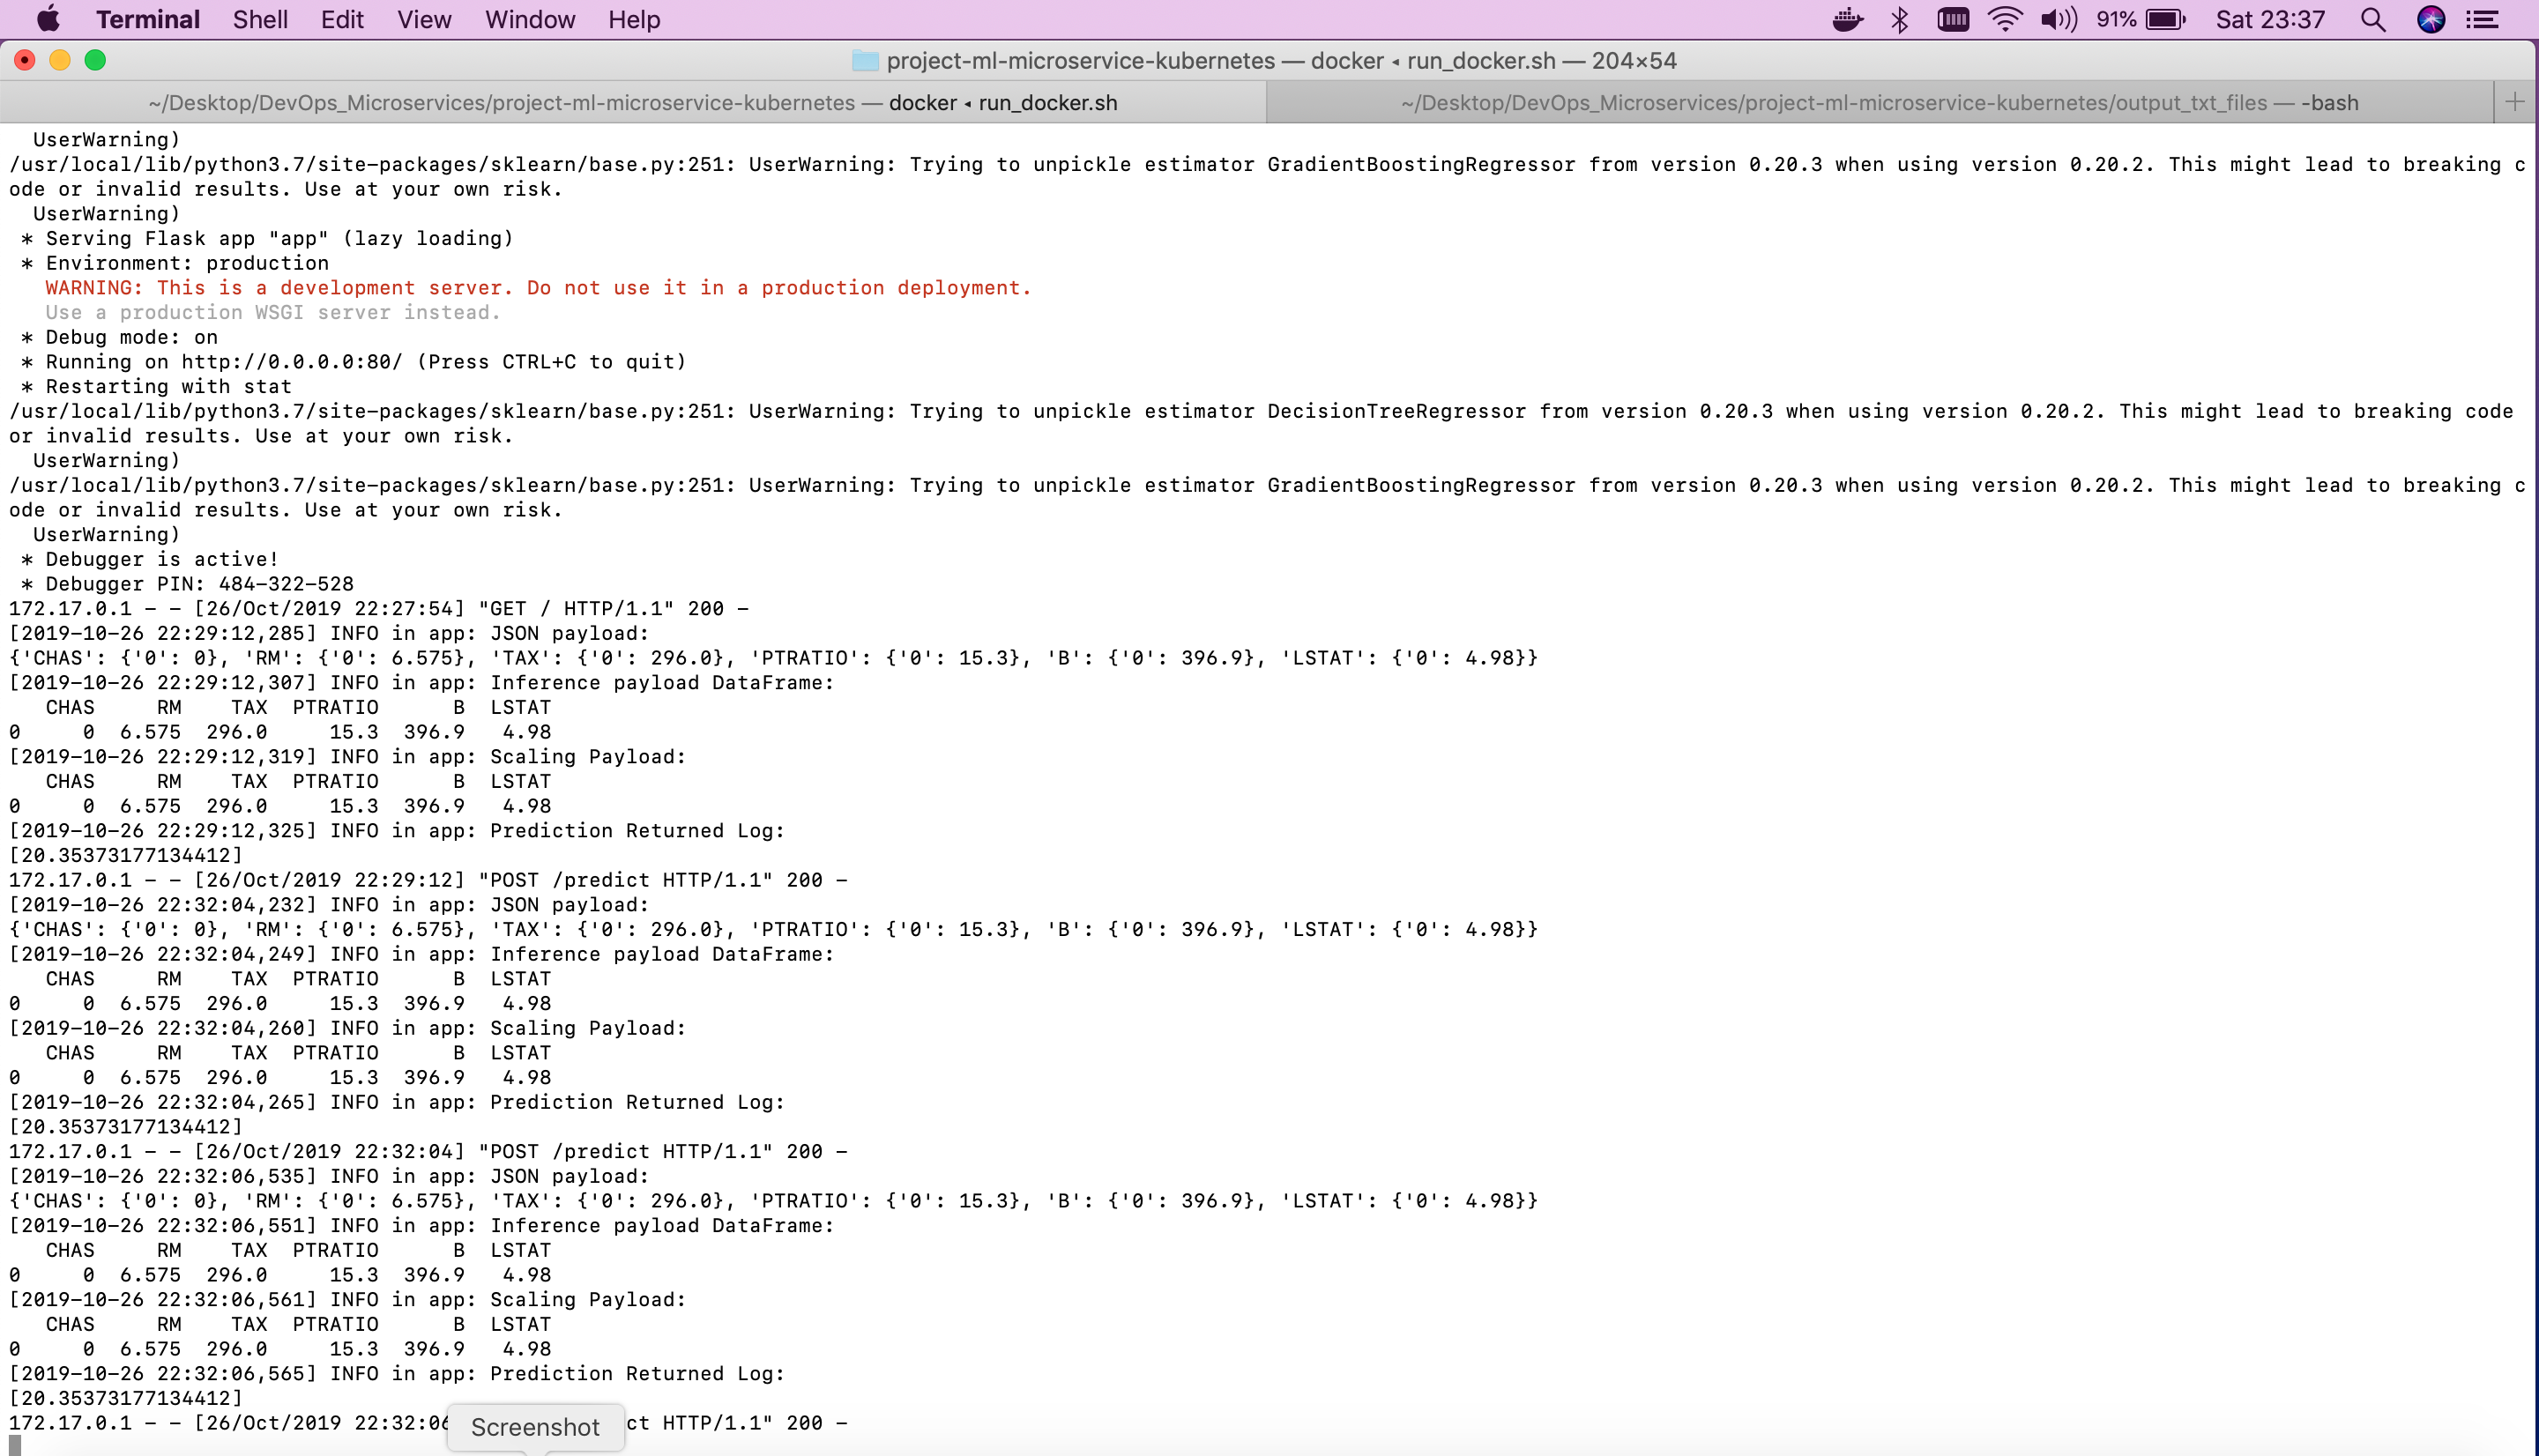 Terminal Shell Edit View Window Help 91% Sat 23:37
project-ml-microservice-kubernetes — docker ◂ run_docker.sh — 204×54
~/Desktop/DevOps_Microservices/project-ml-microservice-kubernetes — docker ◂ run_docker.sh ~/Desktop/DevOps_Microservices/project-ml-microservice-kubernetes/output_txt_files — -bash +
  UserWarning)
/usr/local/lib/python3.7/site-packages/sklearn/base.py:251: UserWarning: Trying to unpickle estimator GradientBoostingRegressor from version 0.20.3 when using version 0.20.2. This might lead to breaking c
ode or invalid results. Use at your own risk.
  UserWarning)
 * Serving Flask app "app" (lazy loading)
 * Environment: production
   WARNING: This is a development server. Do not use it in a production deployment.
   Use a production WSGI server instead.
 * Debug mode: on
 * Running on http://0.0.0.0:80/ (Press CTRL+C to quit)
 * Restarting with stat
/usr/local/lib/python3.7/site-packages/sklearn/base.py:251: UserWarning: Trying to unpickle estimator DecisionTreeRegressor from version 0.20.3 when using version 0.20.2. This might lead to breaking code
or invalid results. Use at your own risk.
  UserWarning)
/usr/local/lib/python3.7/site-packages/sklearn/base.py:251: UserWarning: Trying to unpickle estimator GradientBoostingRegressor from version 0.20.3 when using version 0.20.2. This might lead to breaking c
ode or invalid results. Use at your own risk.
  UserWarning)
 * Debugger is active!
 * Debugger PIN: 484-322-528
172.17.0.1 - - [26/Oct/2019 22:27:54] "GET / HTTP/1.1" 200 -
[2019-10-26 22:29:12,285] INFO in app: JSON payload:
{'CHAS': {'0': 0}, 'RM': {'0': 6.575}, 'TAX': {'0': 296.0}, 'PTRATIO': {'0': 15.3}, 'B': {'0': 396.9}, 'LSTAT': {'0': 4.98}}
[2019-10-26 22:29:12,307] INFO in app: Inference payload DataFrame:
   CHAS     RM    TAX  PTRATIO      B  LSTAT
0     0  6.575  296.0     15.3  396.9   4.98
[2019-10-26 22:29:12,319] INFO in app: Scaling Payload:
   CHAS     RM    TAX  PTRATIO      B  LSTAT
0     0  6.575  296.0     15.3  396.9   4.98
[2019-10-26 22:29:12,325] INFO in app: Prediction Returned Log:
[20.35373177134412]
172.17.0.1 - - [26/Oct/2019 22:29:12] "POST /predict HTTP/1.1" 200 -
[2019-10-26 22:32:04,232] INFO in app: JSON payload:
{'CHAS': {'0': 0}, 'RM': {'0': 6.575}, 'TAX': {'0': 296.0}, 'PTRATIO': {'0': 15.3}, 'B': {'0': 396.9}, 'LSTAT': {'0': 4.98}}
[2019-10-26 22:32:04,249] INFO in app: Inference payload DataFrame:
   CHAS     RM    TAX  PTRATIO      B  LSTAT
0     0  6.575  296.0     15.3  396.9   4.98
[2019-10-26 22:32:04,260] INFO in app: Scaling Payload:
   CHAS     RM    TAX  PTRATIO      B  LSTAT
0     0  6.575  296.0     15.3  396.9   4.98
[2019-10-26 22:32:04,265] INFO in app: Prediction Returned Log:
[20.35373177134412]
172.17.0.1 - - [26/Oct/2019 22:32:04] "POST /predict HTTP/1.1" 200 -
[2019-10-26 22:32:06,535] INFO in app: JSON payload:
{'CHAS': {'0': 0}, 'RM': {'0': 6.575}, 'TAX': {'0': 296.0}, 'PTRATIO': {'0': 15.3}, 'B': {'0': 396.9}, 'LSTAT': {'0': 4.98}}
[2019-10-26 22:32:06,551] INFO in app: Inference payload DataFrame:
   CHAS     RM    TAX  PTRATIO      B  LSTAT
0     0  6.575  296.0     15.3  396.9   4.98
[2019-10-26 22:32:06,561] INFO in app: Scaling Payload:
   CHAS     RM    TAX  PTRATIO      B  LSTAT
0     0  6.575  296.0     15.3  396.9   4.98
[2019-10-26 22:32:06,565] INFO in app: Prediction Returned Log:
[20.35373177134412]
172.17.0.1 - - [26/Oct/2019 22:32:06 Screenshot ct HTTP/1.1" 200 -